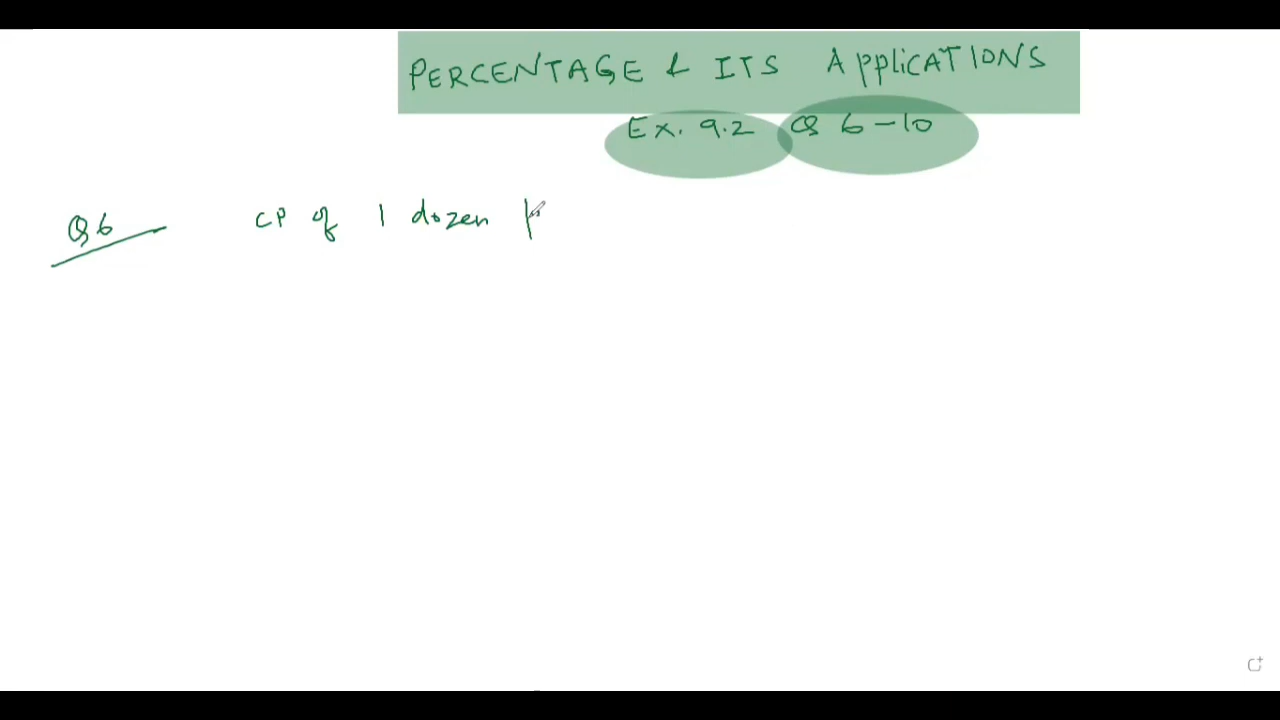 PERCENTAGE & ITS APPlICATIONS
Ex. 9.2 Q 6-10
Q6 CP of 1 dozen